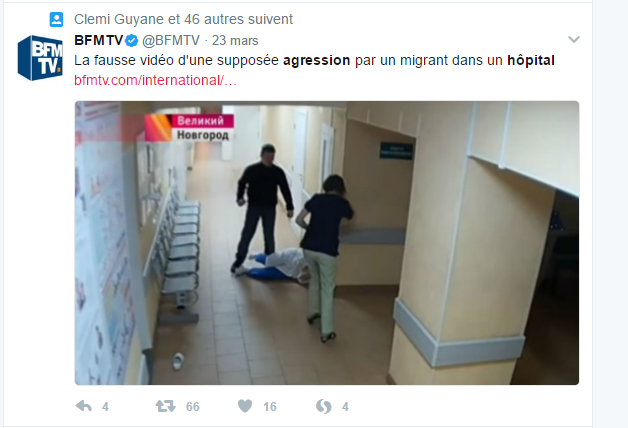 Clemi Guyane et 46 autres suivent
BFMTV @BFMTV · 23 mars
BFM
TV.
La fausse vidéo d'une supposée agression par un migrant dans un hôpital
bfmtv.com/international/…
Великий
Новгород
4
66
16
4